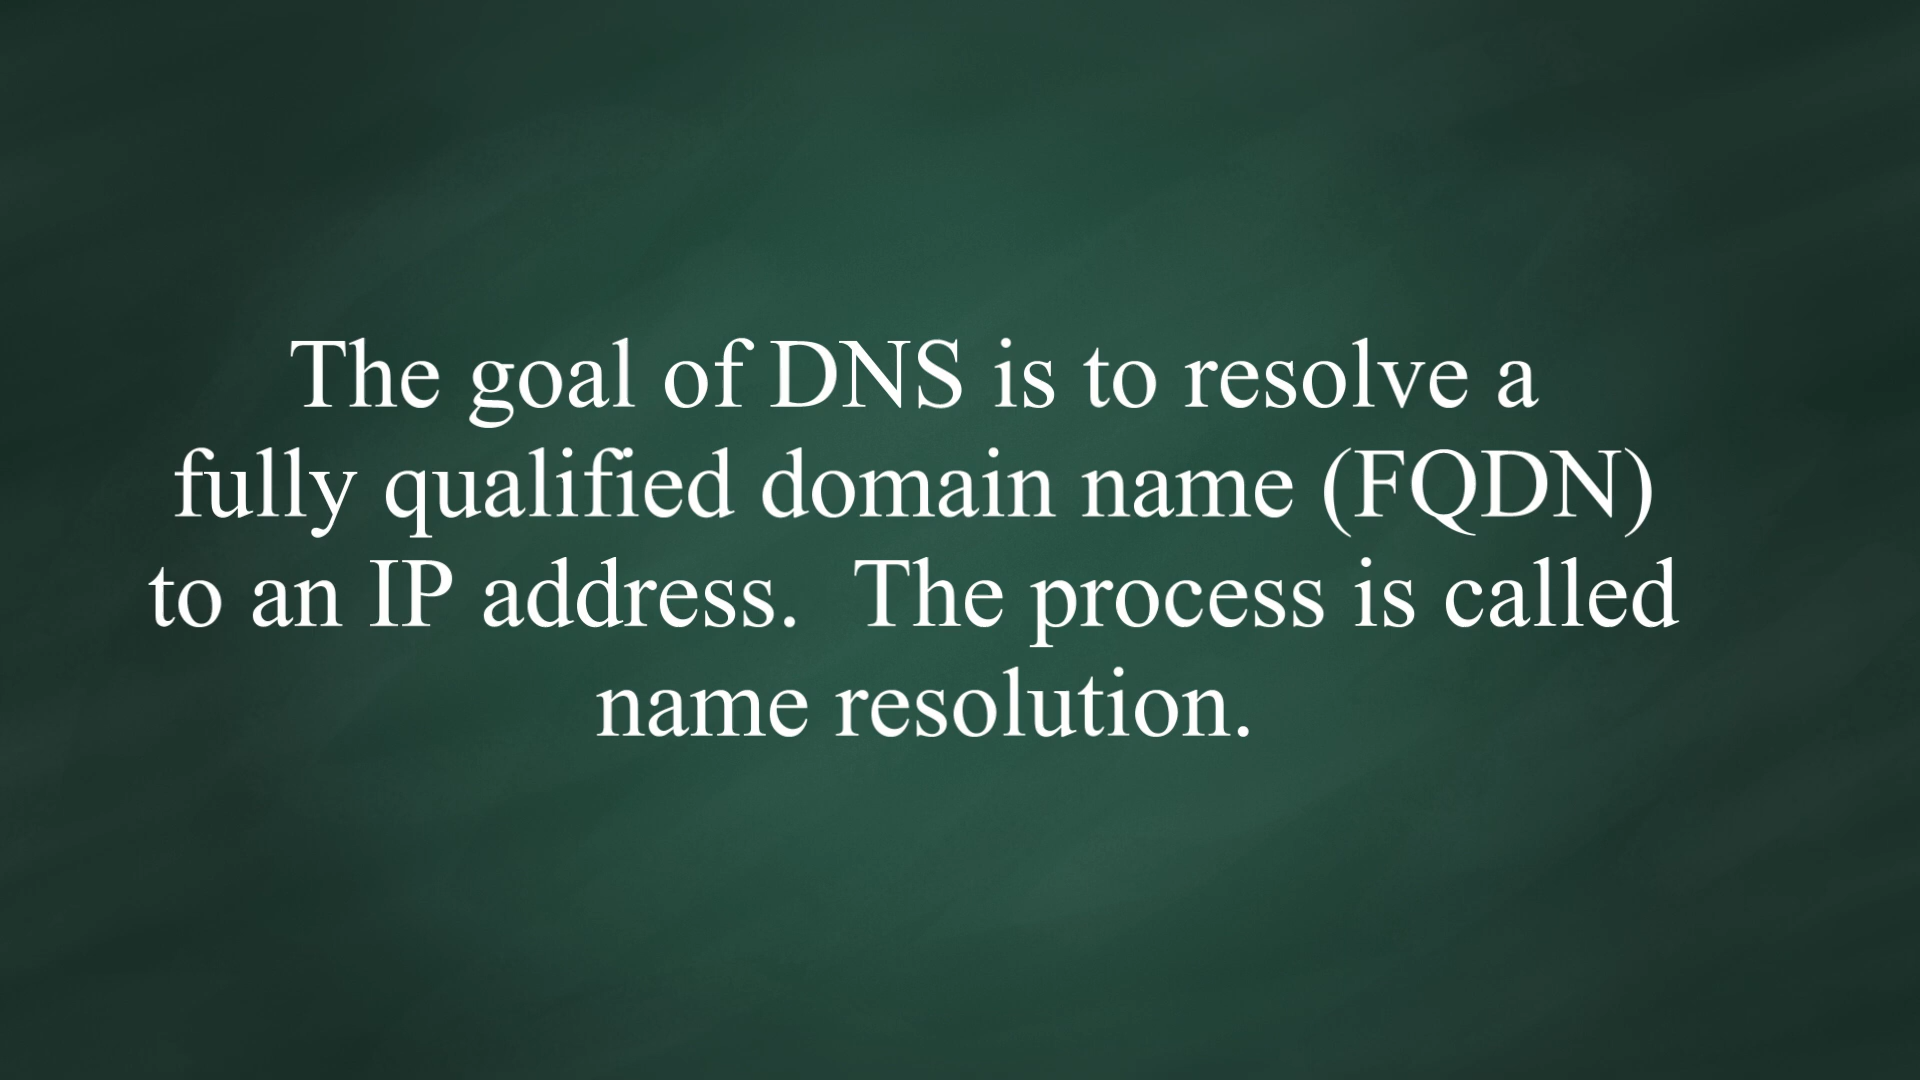 The goal of DNS is to resolve a
fully qualified domain name (FQDN)
to an IP address.  The process is called
name resolution.